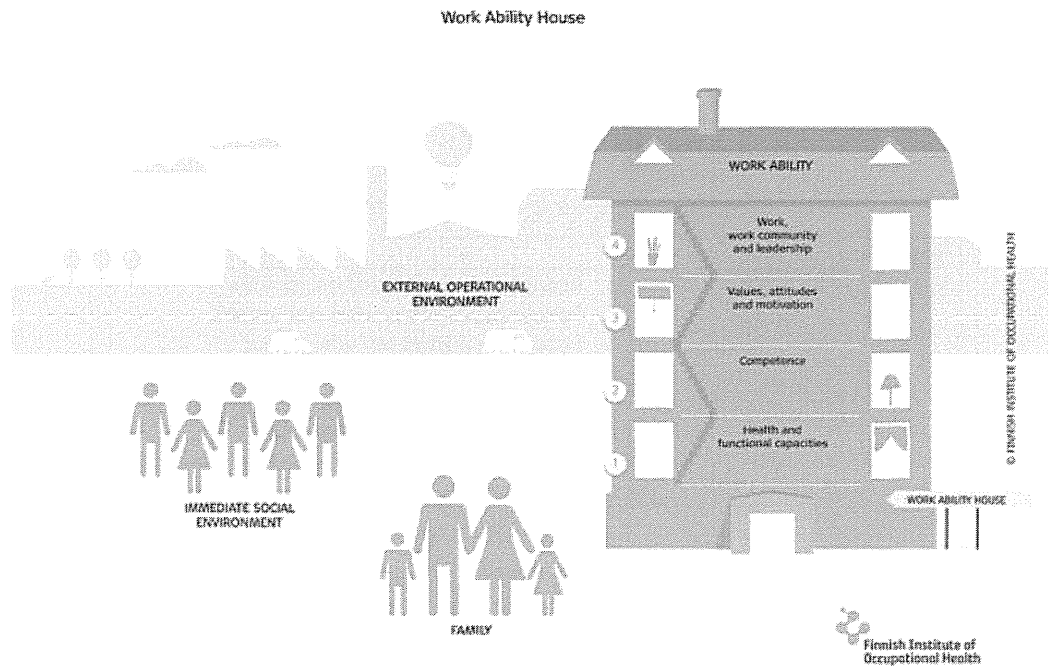 Work Ability House
WORK ABILITY
4
Work,
work community
and leadership
3
Values, attitudes
and motivation
2
Competence
1
Health and
functional capacities
WORK ABILITY HOUSE
EXTERNAL OPERATIONAL
ENVIRONMENT
IMMEDIATE SOCIAL
ENVIRONMENT
FAMILY
© FINNISH INSTITUTE OF OCCUPATIONAL HEALTH
Finnish Institute of
Occupational Health